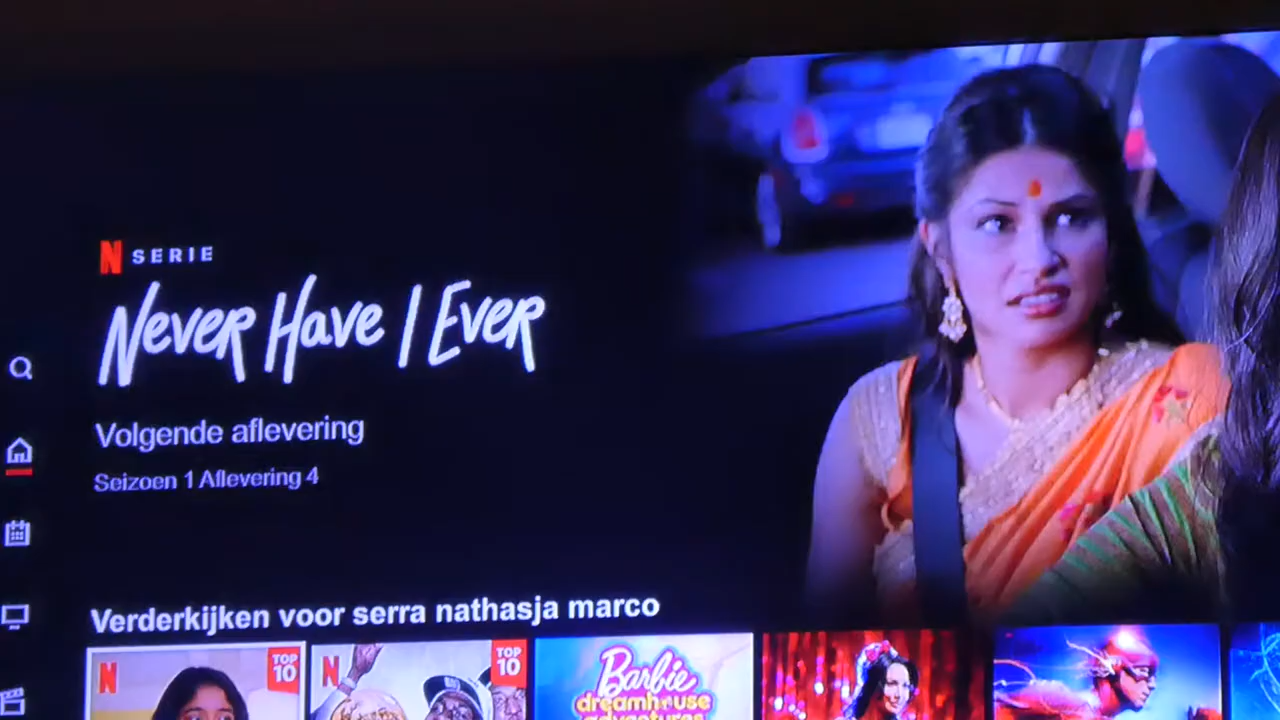 N SERIE
NEVER HAVE I EVER
Volgende aflevering
Seizoen 1 Aflevering 4
Verderkijken voor serra nathasja marco
N
TOP
10
N
TOP
10
Barbie
dreamhouse
adventures